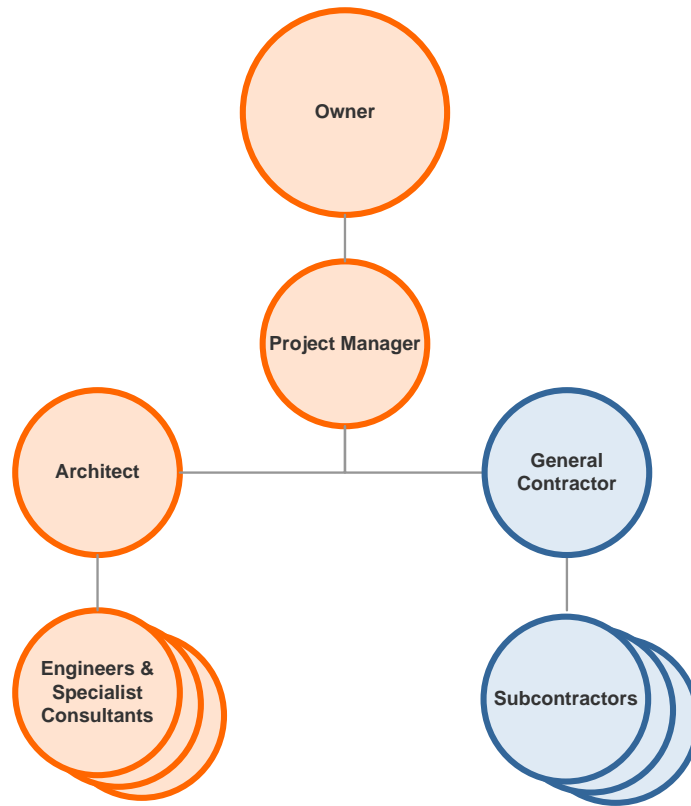 Owner
Project Manager
Architect
General
Contractor
Engineers &
Specialist
Consultants
Subcontractors